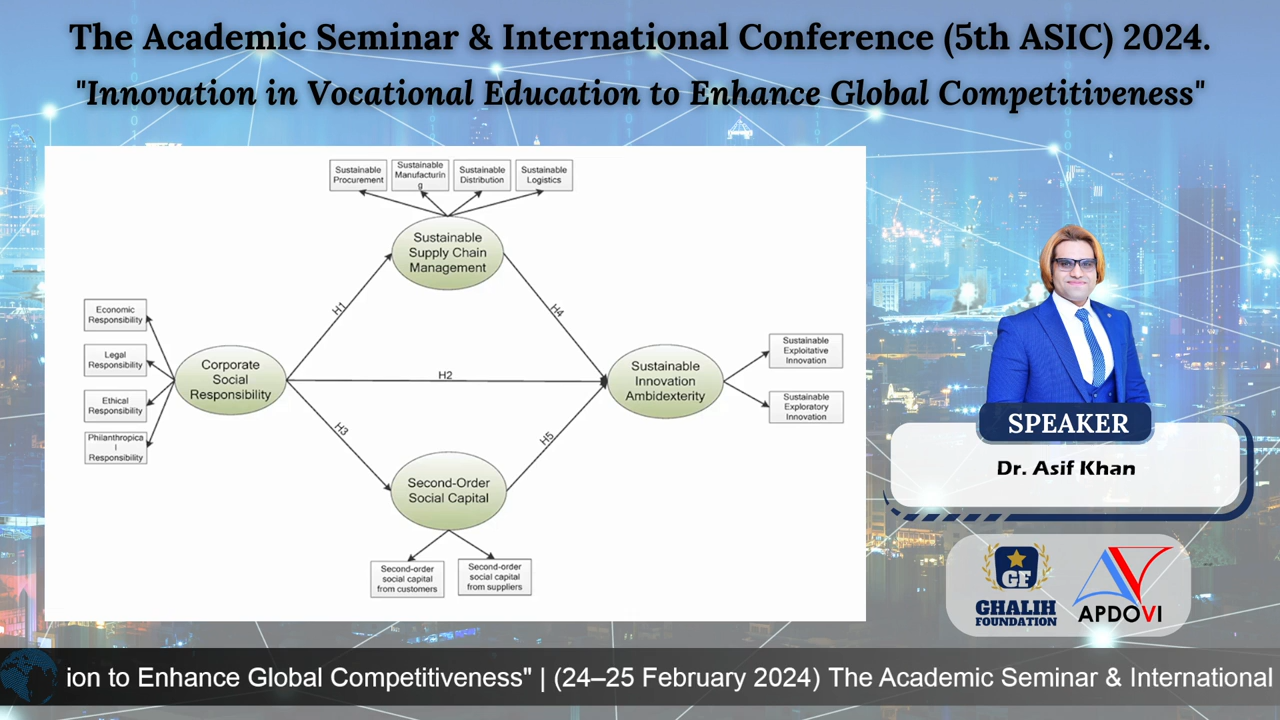 The Academic Seminar & International Conference (5th ASIC) 2024.
"Innovation in Vocational Education to Enhance Global Competitiveness"
Sustainable
Procurement
Sustainable
Manufacturin
g
Sustainable
Distribution
Sustainable
Logistics
Sustainable
Supply Chain
Management
H1
H4
Economic
Responsibility
Legal
Responsibility
Ethical
Responsibility
Philanthropica
l
Responsibility
Corporate
Social
Responsibility
H2
Sustainable
Innovation
Ambidexterity
Sustainable
Exploitative
Innovation
Sustainable
Exploratory
Innovation
H3
H5
Second-Order
Social Capital
Second-order
social capital
from customers
Second-order
social capital
from suppliers
SPEAKER
Dr. Asif Khan
GF
GHALIH
FOUNDATION
APDOVI
ion to Enhance Global Competitiveness" | (24–25 February 2024) The Academic Seminar & International